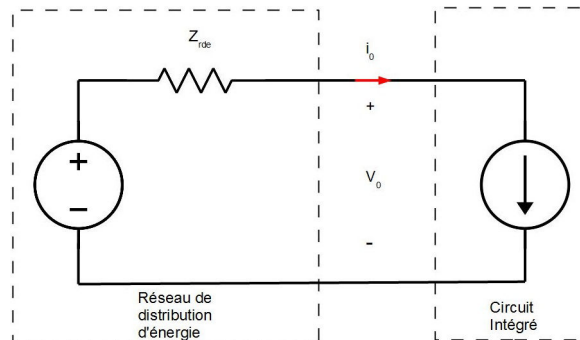 Z_rde
i_0
+
+
−
V_0
-
Réseau de
distribution
d'énergie
Circuit
Intégré